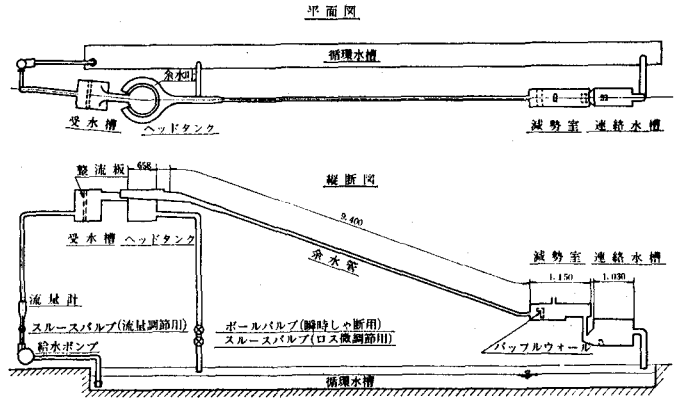 平面図
循環水槽
余水吐
受水槽
ヘッドタンク
減勢室
連絡水槽
縦断図
整流板
658
9,400
受水槽
ヘッドタンク
余水管
減勢室
連絡水槽
1,150
1,030
流量計
スルースバルブ(流量調節用)
給水ポンプ
ボールバルブ(瞬時しゃ断用)
スルースバルブ(ロス微調節用)
バッフルウォール
循環水槽